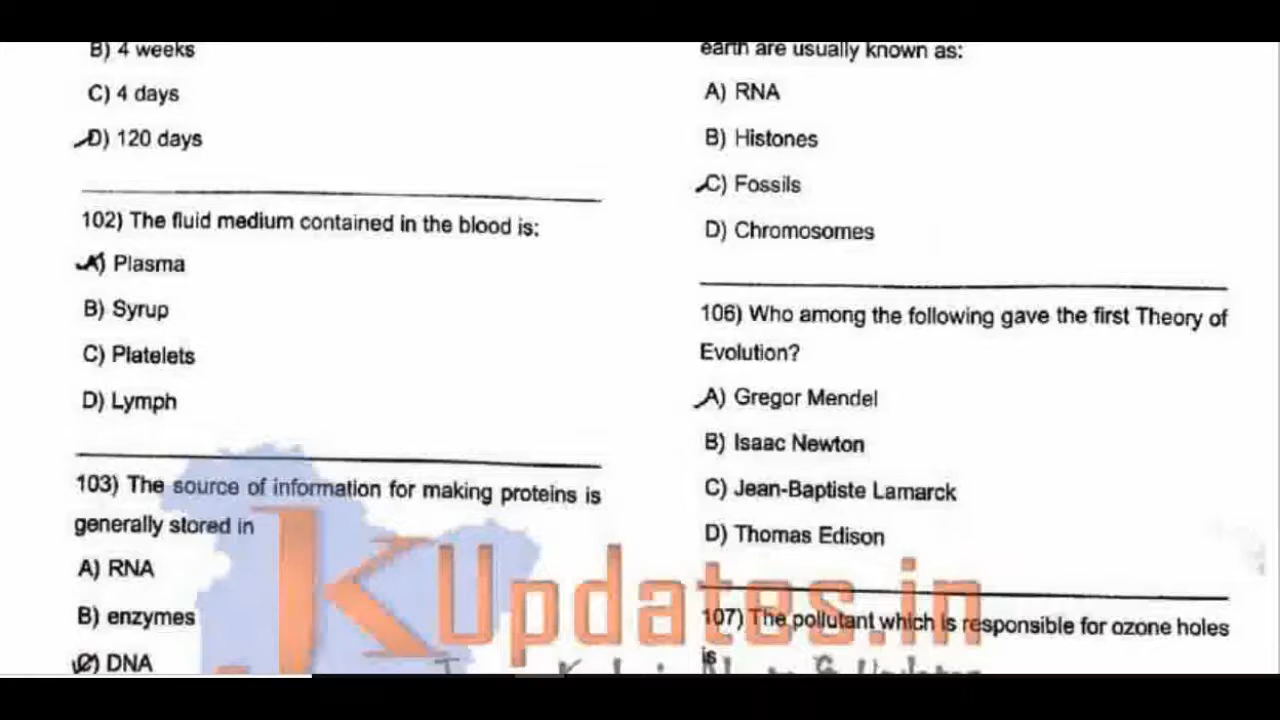 B) 4 weeks
C) 4 days
D) 120 days
102) The fluid medium contained in the blood is:
A) Plasma
B) Syrup
C) Platelets
D) Lymph
103) The source of information for making proteins is
generally stored in
A) RNA
B) enzymes
C) DNA
earth are usually known as:
A) RNA
B) Histones
C) Fossils
D) Chromosomes
106) Who among the following gave the first Theory of
Evolution?
A) Gregor Mendel
B) Isaac Newton
C) Jean-Baptiste Lamarck
D) Thomas Edison
107) The pollutant which is responsible for ozone holes
is
JKUpdates.in